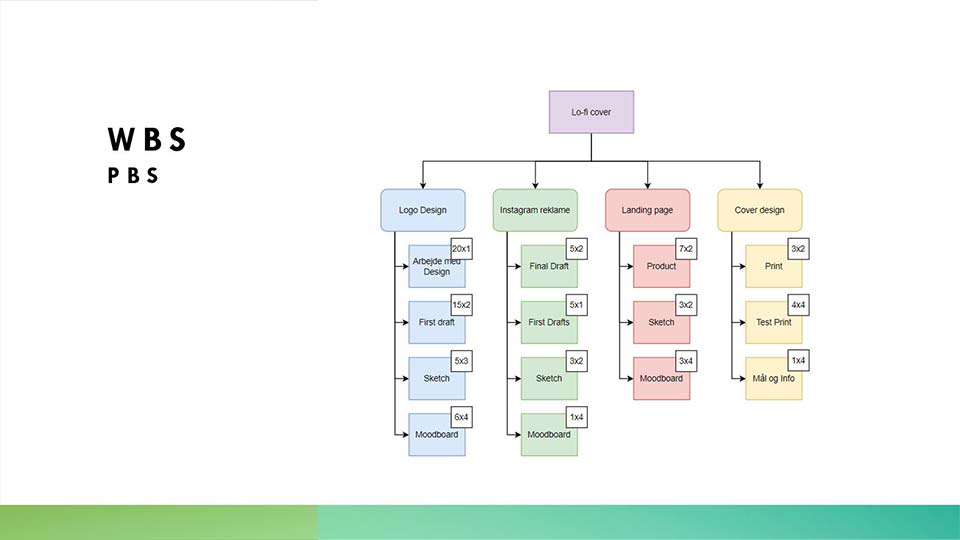 WBS
PBS
Lo-fi cover
Logo Design
Instagram reklame
Landing page
Cover design
20x1
Arbejde med
Design
15x2
First draft
5x3
Sketch
6x4
Moodboard
5x2
Final Draft
5x1
First Drafts
3x2
Sketch
1x4
Moodboard
7x2
Product
3x2
Sketch
3x4
Moodboard
3x2
Print
4x4
Test Print
1x4
Mål og Info